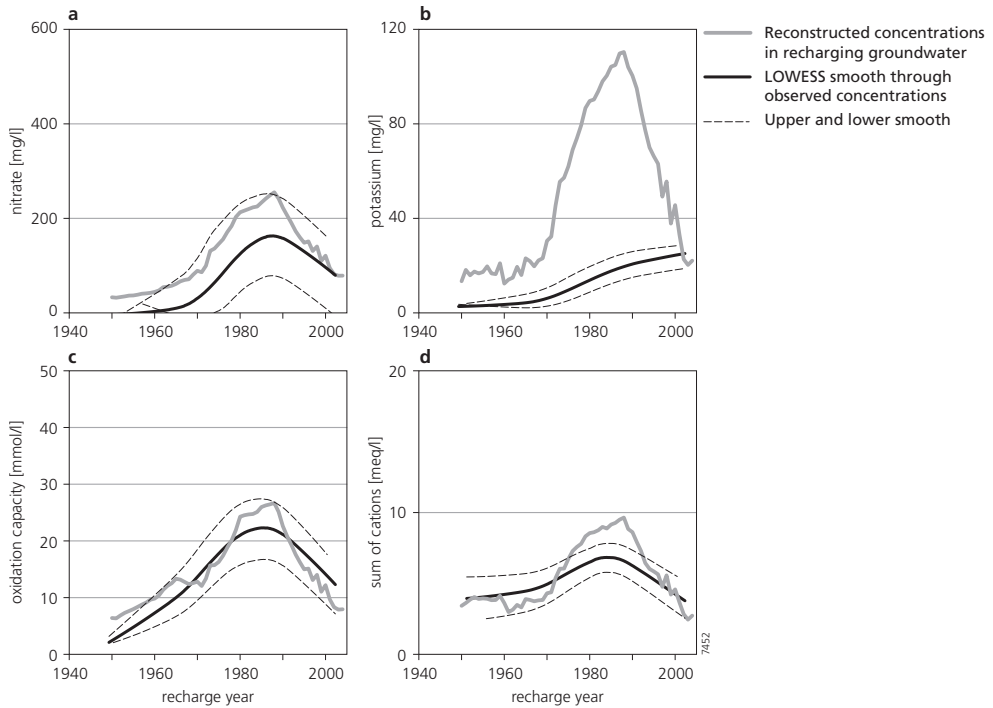 a
600
400
200
0
nitrate [mg/l]
1940
1960
1980
2000
b
120
80
40
0
potassium [mg/l]
1940
1960
1980
2000
Reconstructed concentrations
in recharging groundwater
LOWESS smooth through
observed concentrations
Upper and lower smooth
c
50
40
30
20
10
0
oxidation capacity [mmol/l]
1940
1960
1980
2000
recharge year
d
20
10
0
sum of cations [meq/l]
1940
1960
1980
2000
recharge year
7452